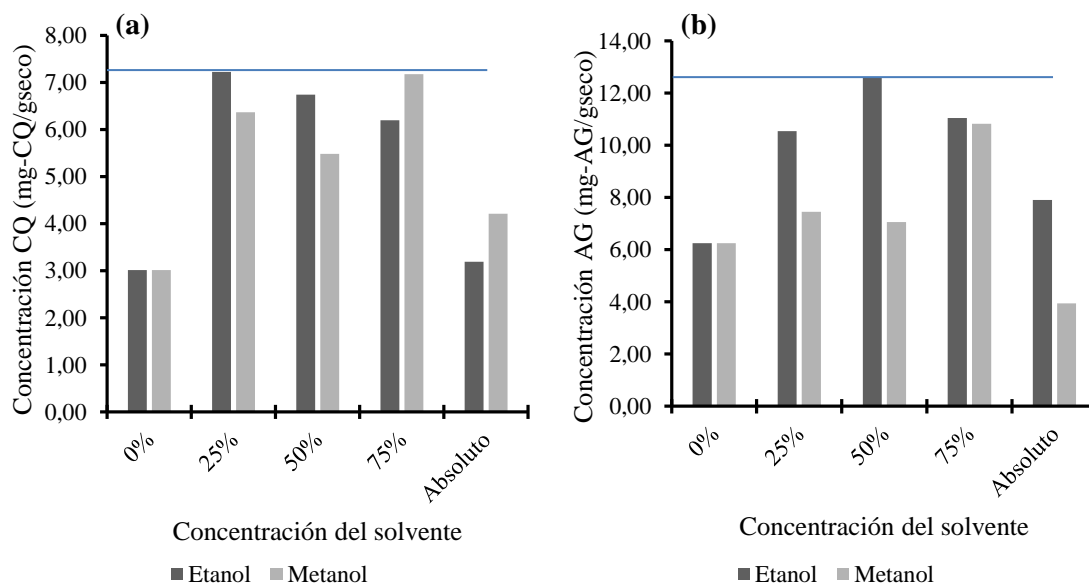 (a)
Concentración CQ (mg-CQ/gseco)
8,00
7,00
6,00
5,00
4,00
3,00
2,00
1,00
0,00
0%
25%
50%
75%
Absoluto
Concentración del solvente
Etanol Metanol
(b)
Concentración AG (mg-AG/gseco)
14,00
12,00
10,00
8,00
6,00
4,00
2,00
0,00
0%
25%
50%
75%
Absoluto
Concentración del solvente
Etanol Metanol